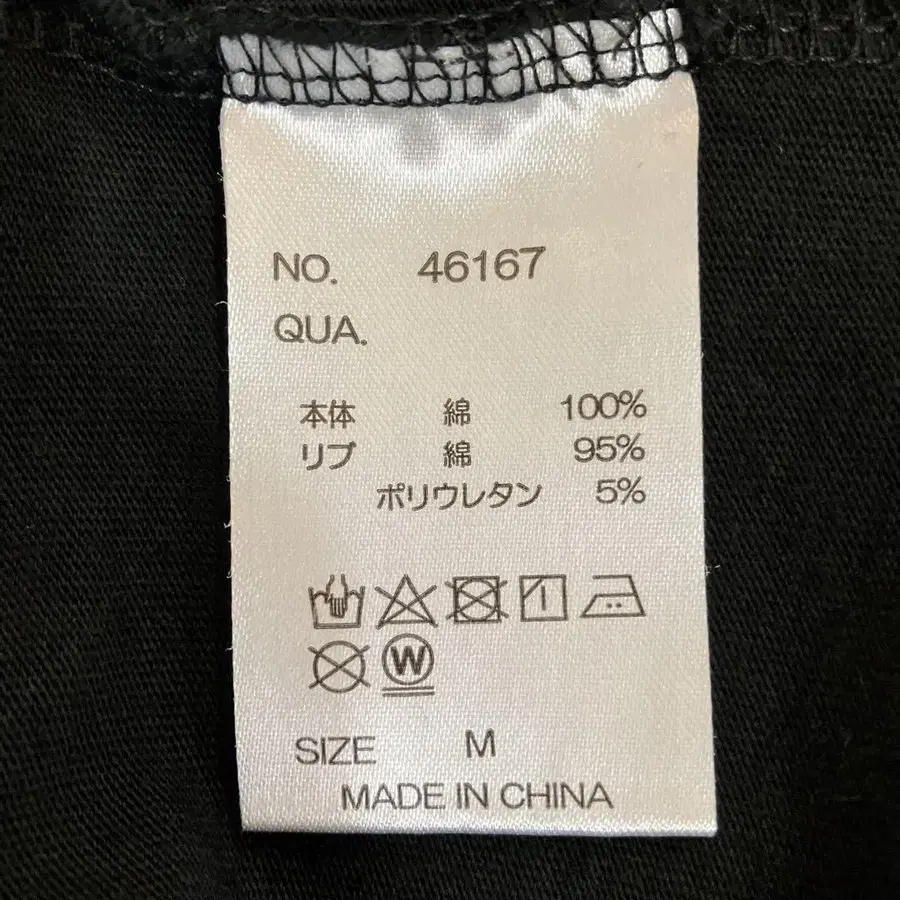 NO. 46167
QUA.
本体 綿 100%
リブ 綿 95%
ポリウレタン 5%
W
SIZE M
MADE IN CHINA